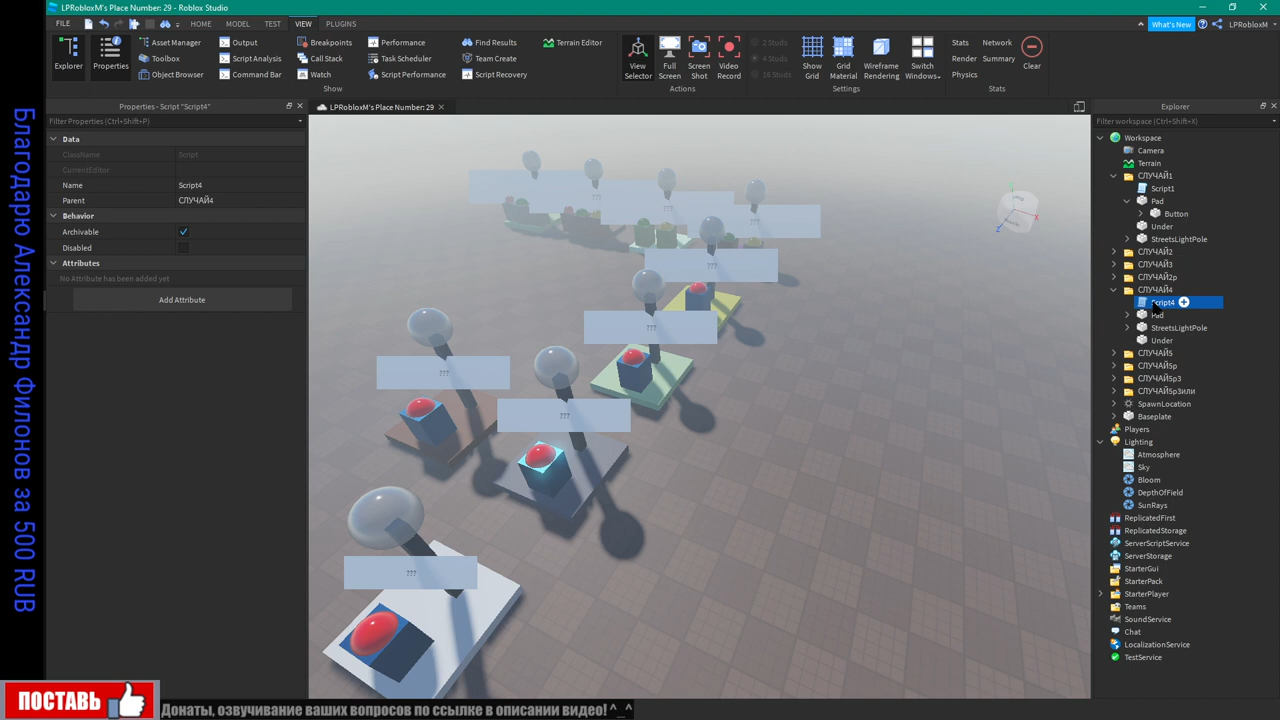 LPRobloxM's Place Number: 29 - Roblox Studio
FILE HOME MODEL TEST VIEW PLUGINS What's New LPRobloxM
Explorer Properties
Asset Manager Output Breakpoints Performance Find Results Terrain Editor
Toolbox Script Analysis Call Stack Task Scheduler Team Create
Object Browser Command Bar Watch Script Performance Script Recovery
Show
View Selector
Full Screen
Screen Shot
Video Record
Actions
2 Studs
4 Studs
16 Studs
Show Grid
Grid Material
Wireframe Rendering
Switch Windows
Settings
Stats Network
Render Summary
Physics
Clear
Stats
Properties - Script "Script4"
Filter Properties (Ctrl+Shift+P)
Data
ClassName Script
CurrentEditor
Name Script4
Parent СЛУЧАЙ4
Behavior
Archivable
Disabled
Attributes
No Attribute has been added yet
Add Attribute
LPRobloxM's Place Number: 29
???
???
???
???
???
???
???
???
Explorer
Filter workspace (Ctrl+Shift+X)
Workspace
Camera
Terrain
СЛУЧАЙ1
Script1
Pad
Button
Under
StreetsLightPole
СЛУЧАЙ2
СЛУЧАЙ3
СЛУЧАЙ2р
СЛУЧАЙ4
Script4
Pad
StreetsLightPole
Under
СЛУЧАЙ5
СЛУЧАЙ5р
СЛУЧАЙ5р3
СЛУЧАЙ5р3или
SpawnLocation
Baseplate
Players
Lighting
Atmosphere
Sky
Bloom
DepthOfField
SunRays
ReplicatedFirst
ReplicatedStorage
ServerScriptService
ServerStorage
StarterGui
StarterPack
StarterPlayer
Teams
SoundService
Chat
LocalizationService
TestService
Благодарю Александр Филонов за 500 RUB
ПОСТАВЬ
Донаты, озвучивание ваших вопросов по ссылке в описании видео! ^_^